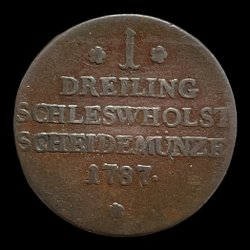 1
DREILING
SCHLESWHOLST
SCHEIDEMÜNZE
1787.